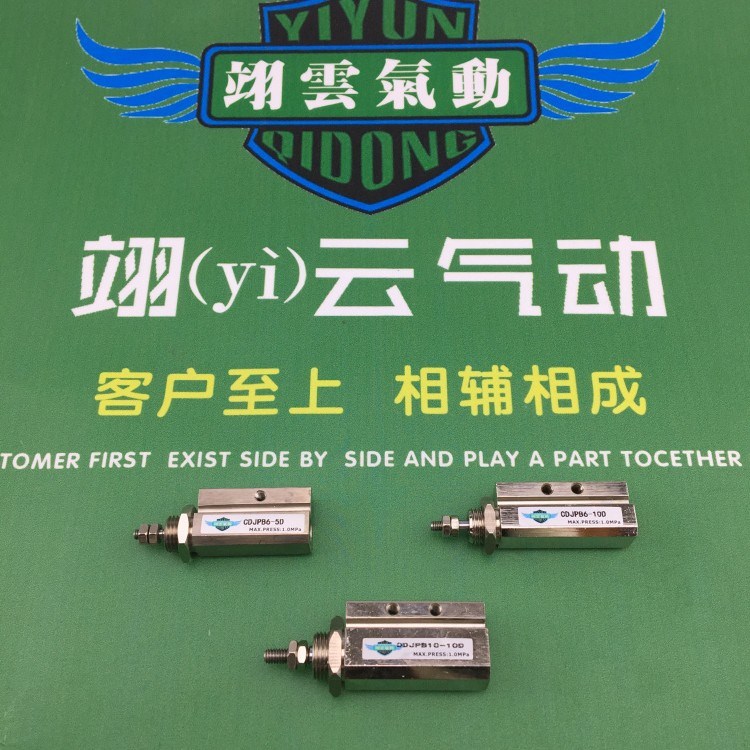 YIYUN
翊雲氣動
QIDONG
翊(yì)云气动
客户至上 相辅相成
TOMER FIRST EXIST SIDE BY SIDE AND PLAY A PART TOCETHER
CDJPB6-5D
MAX.PRESS:1.0MPa
CDJPB6-10D
MAX.PRESS:1.0MPa
DDJPB10-10D
MAX.PRESS:1.0MPa